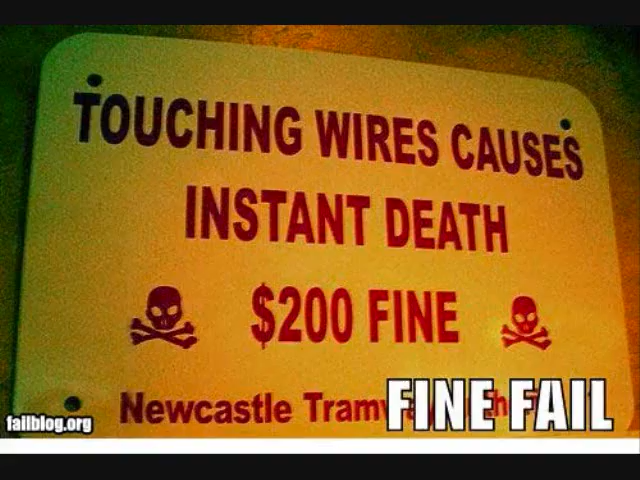 TOUCHING WIRES CAUSES
INSTANT DEATH
$200 FINE
Newcastle
FINE FAIL
failblog.org